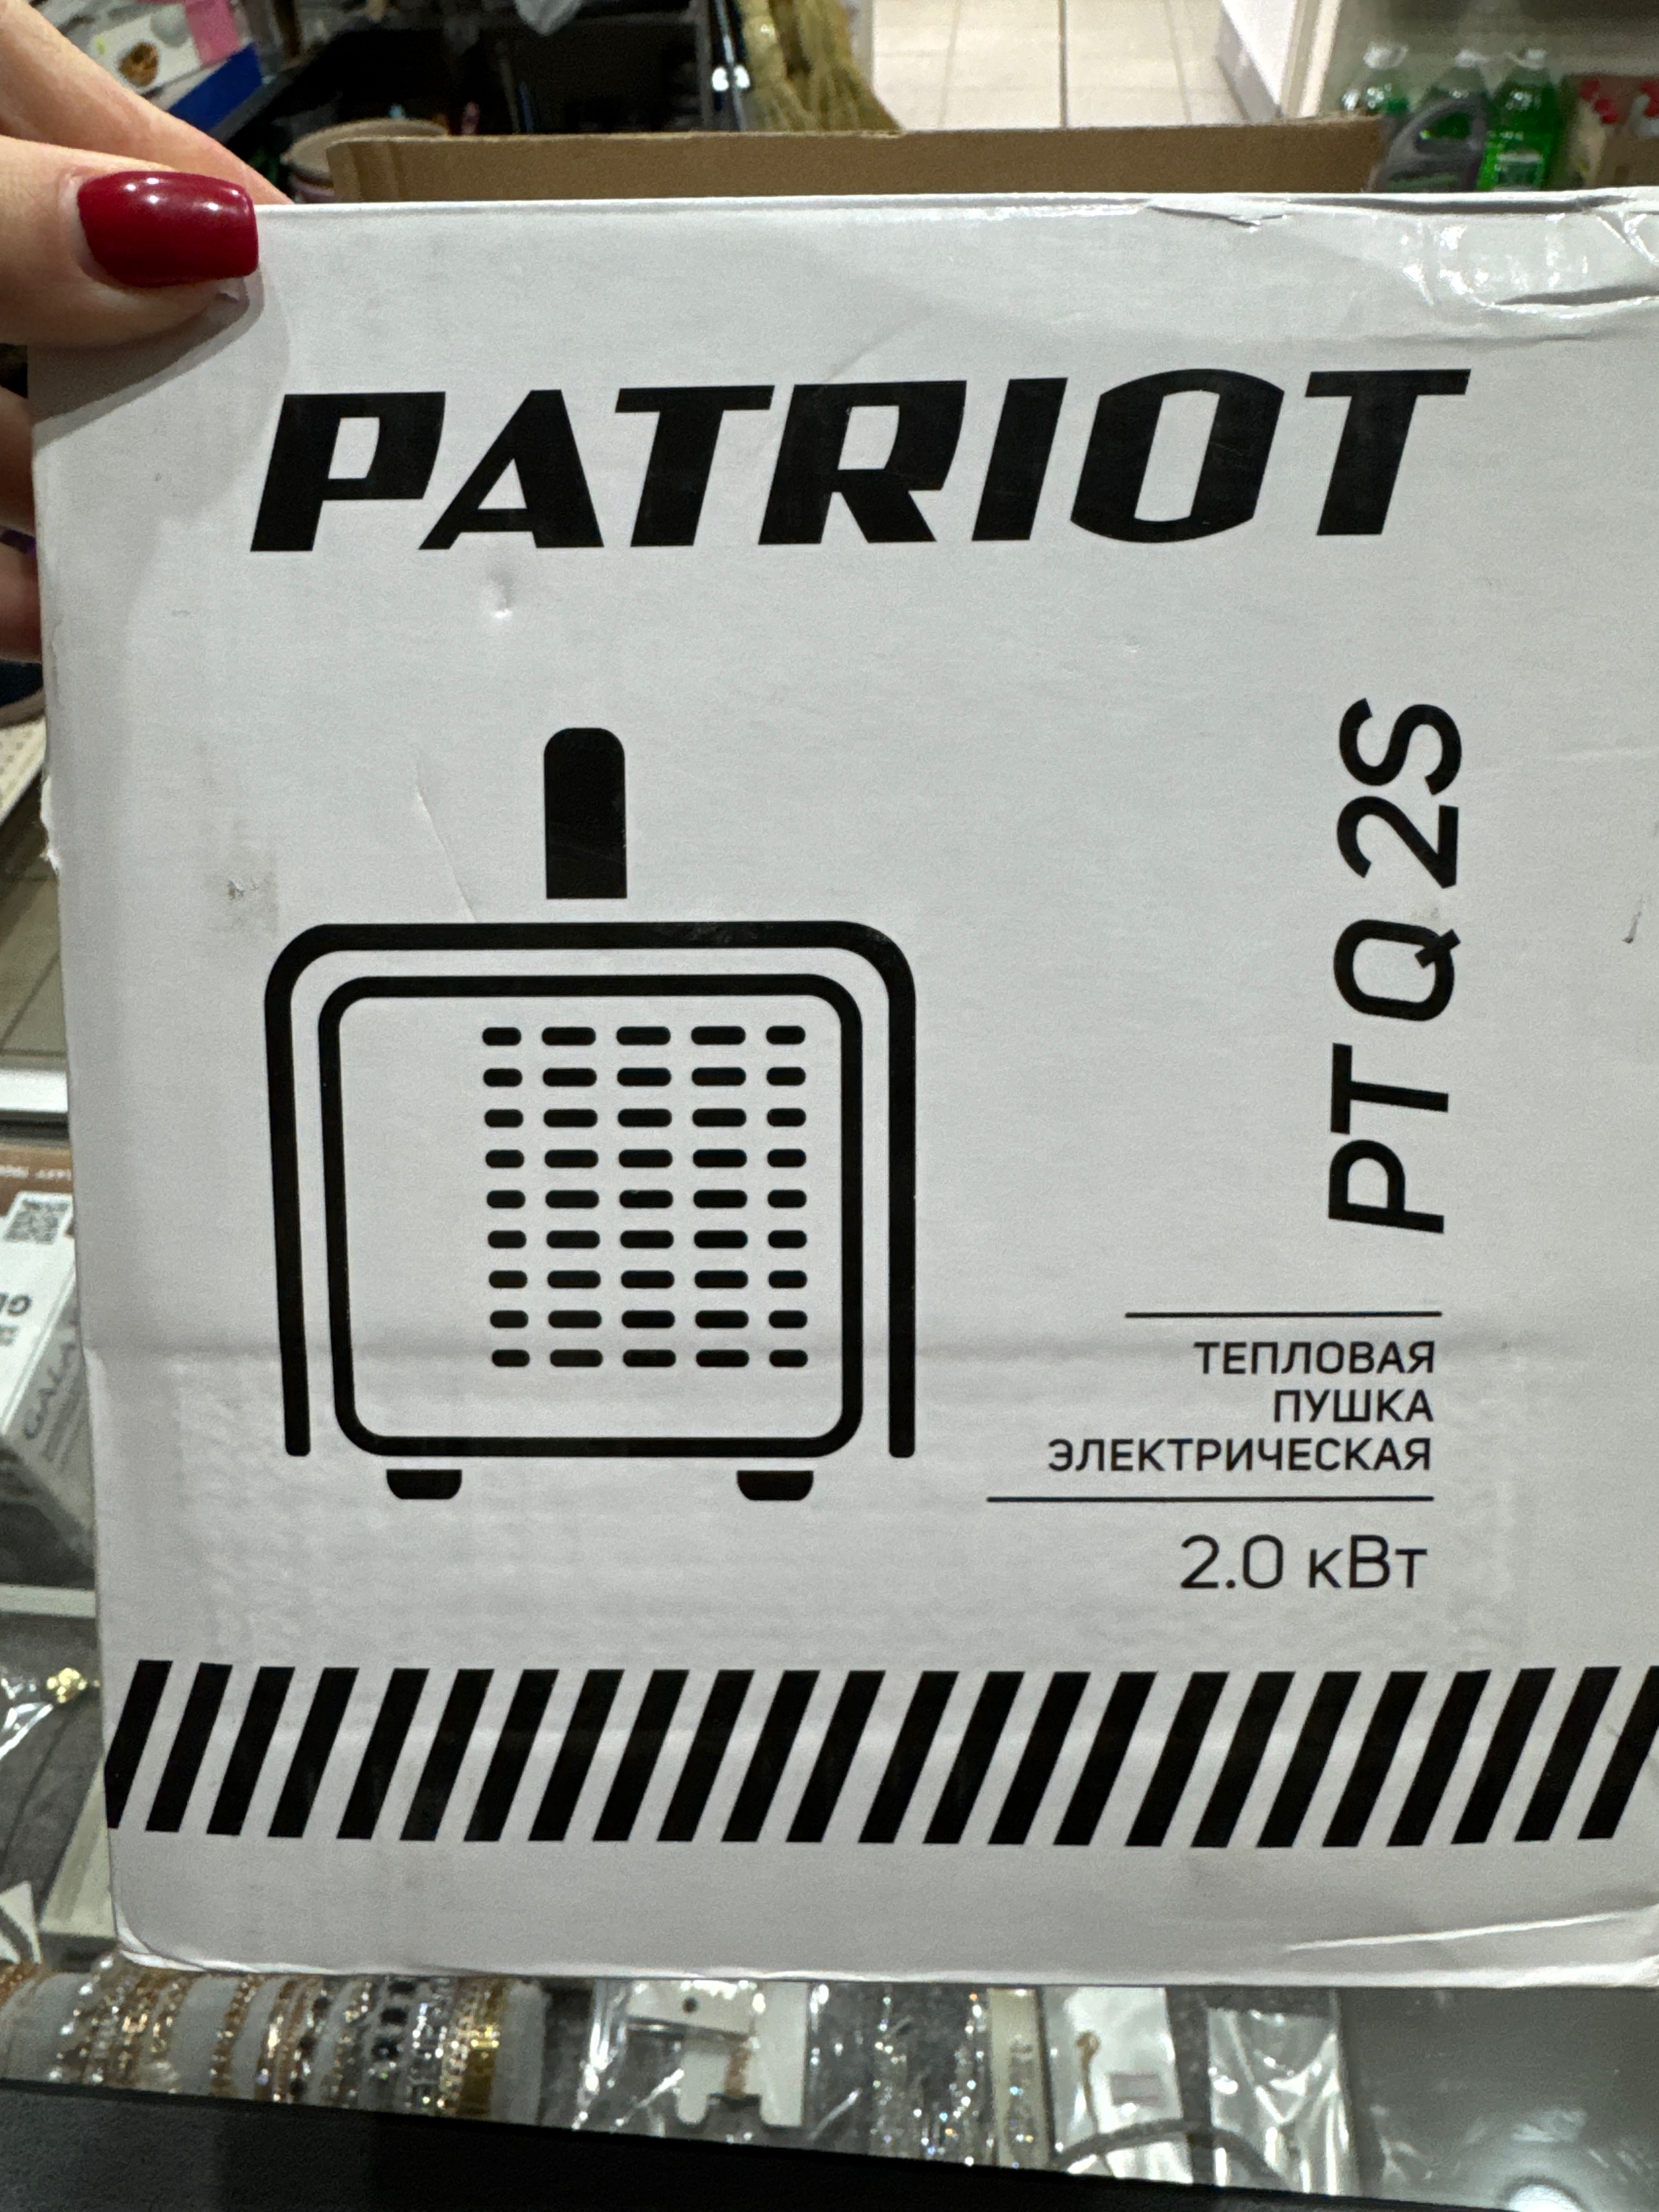 PATRIOT
PTQ 2S
ТЕПЛОВАЯ
ПУШКА
ЭЛЕКТРИЧЕСКАЯ
2.0 кВт